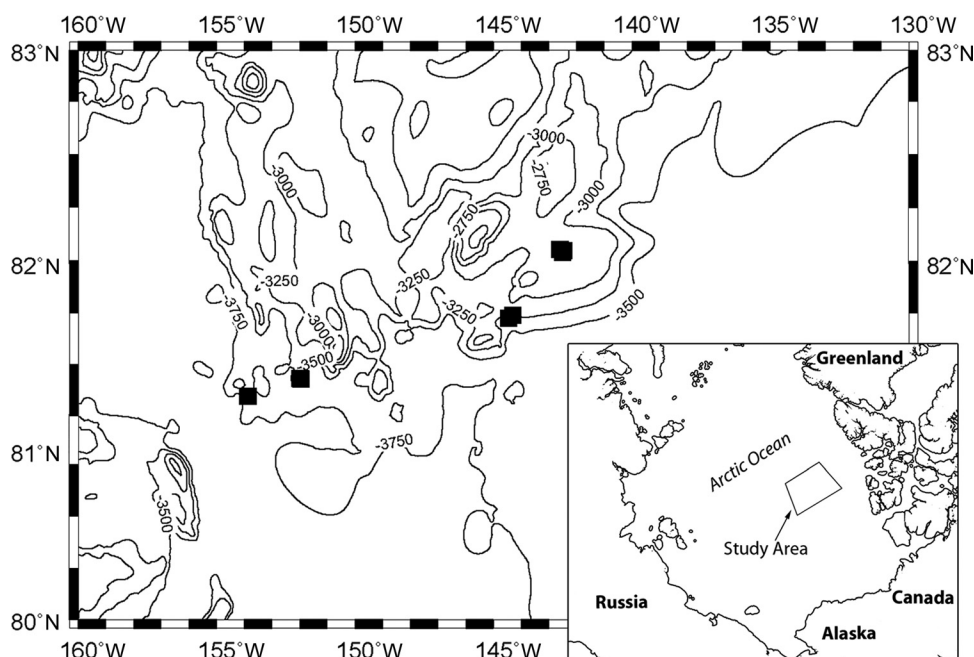 160˚W 155˚W 150˚W 145˚W 140˚W 135˚W 130˚W
83˚N 83˚N
-3000
-2750
-3000
-3000
-2750
82˚N 82˚N
-3250
-3250
-3750
-3250
-3500
-3000
-3500
Greenland
81˚N
-3750
Arctic Ocean
-3500
Study Area
Russia
Canada
80˚N
Alaska
160˚W 155˚W 150˚W 145˚W